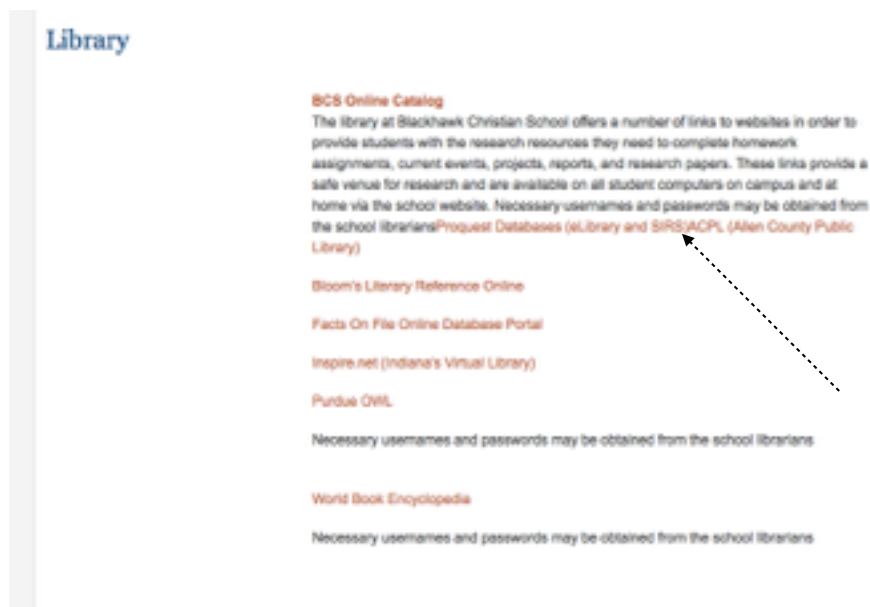 Library
BCS Online Catalog
The library at Blackhawk Christian School offers a number of links to websites in order to
provide students with the research resources they need to complete homework
assignments, current events, projects, reports, and research papers. These links provide a
safe venue for research and are available on all student computers on campus and at
home via the school website. Necessary usernames and passwords may be obtained from
the school librariansProquest Databases (eLibrary and SIRS)ACPL (Allen County Public
Library)
Bloom's Literary Reference Online
Facts On File Online Database Portal
Inspire.net (Indiana's Virtual Library)
Purdue OWL
Necessary usernames and passwords may be obtained from the school librarians
World Book Encyclopedia
Necessary usernames and passwords may be obtained from the school librarians